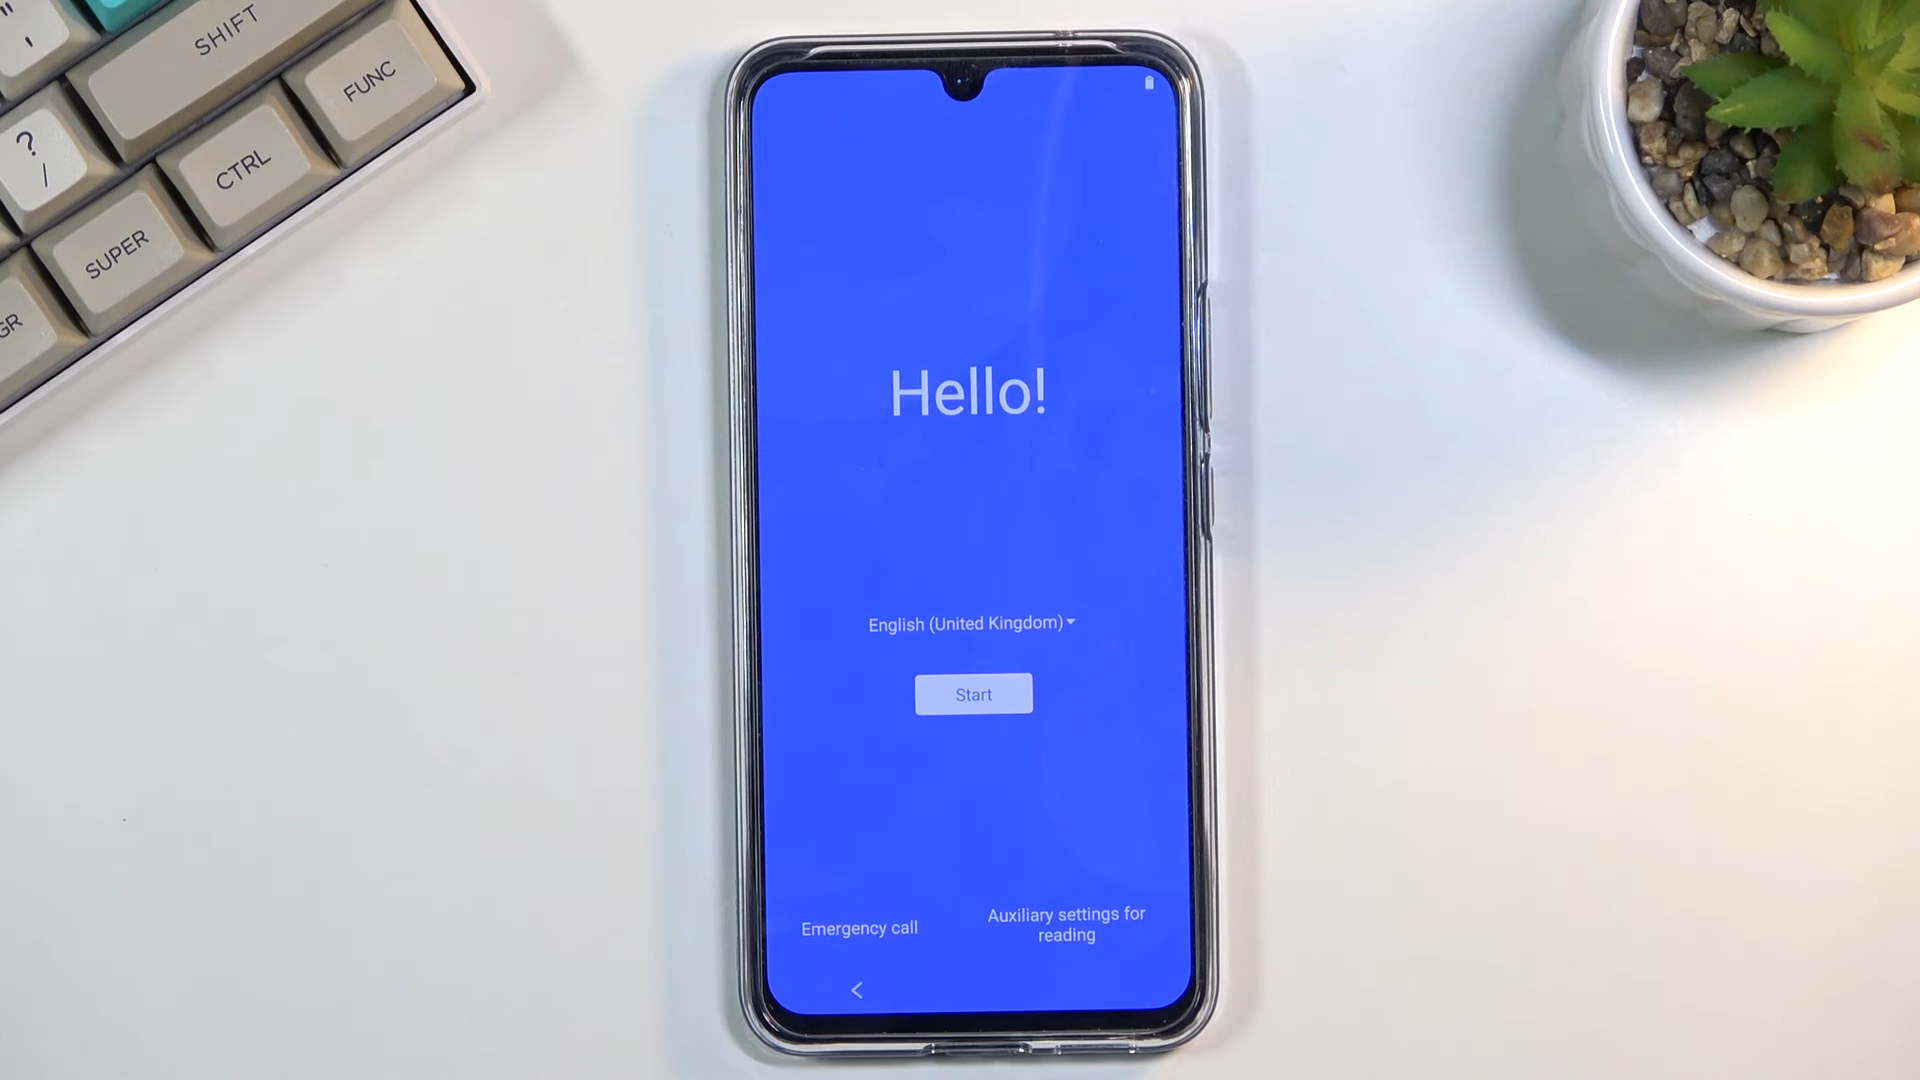 "
,
SHIFT
FUNC
?
/
CTRL
SUPER
GR
Hello!
English (United Kingdom)
Start
Emergency call
Auxiliary settings for
reading